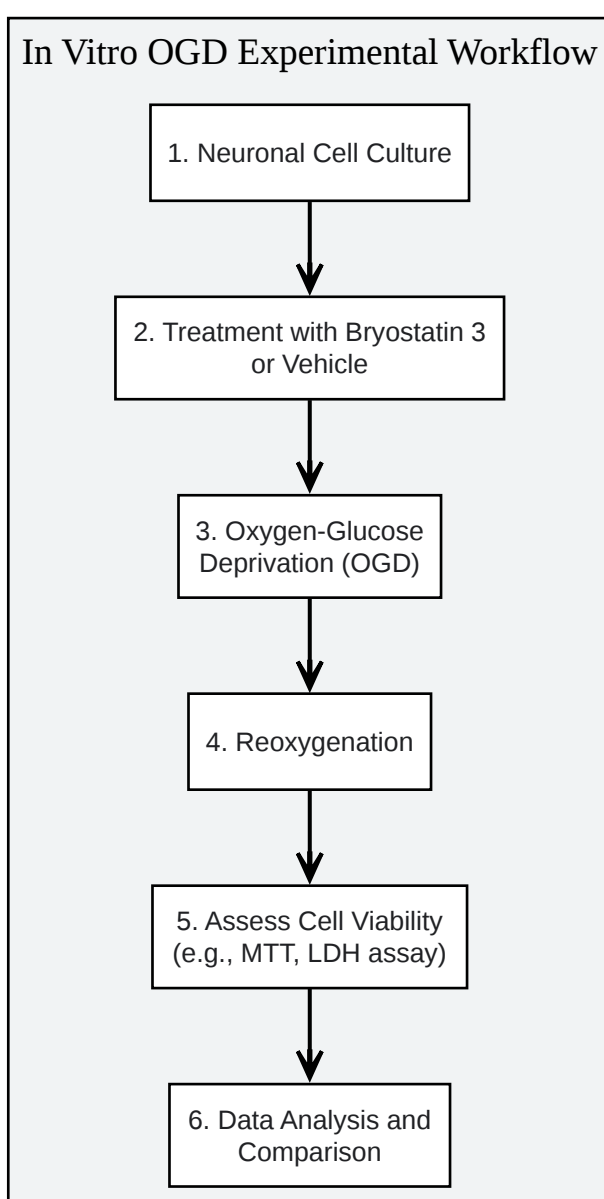 In Vitro OGD Experimental Workflow
1. Neuronal Cell Culture
2. Treatment with Bryostatin 3
or Vehicle
3. Oxygen-Glucose
Deprivation (OGD)
4. Reoxygenation
5. Assess Cell Viability
(e.g., MTT, LDH assay)
6. Data Analysis and
Comparison